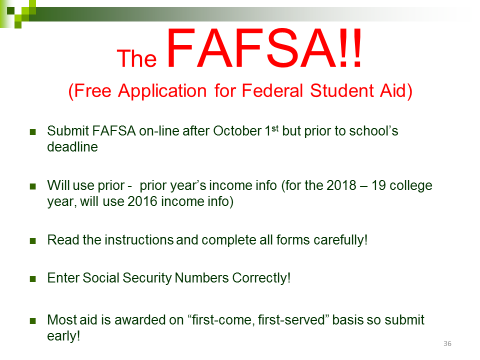 The FAFSA!!
(Free Application for Federal Student Aid)
■ Submit FAFSA on-line after October 1st but prior to school's
deadline
■ Will use prior - prior year's income info (for the 2018 – 19 college
year, will use 2016 income info)
■ Read the instructions and complete all forms carefully!
■ Enter Social Security Numbers Correctly!
■ Most aid is awarded on “first-come, first-served” basis so submit
early!
36